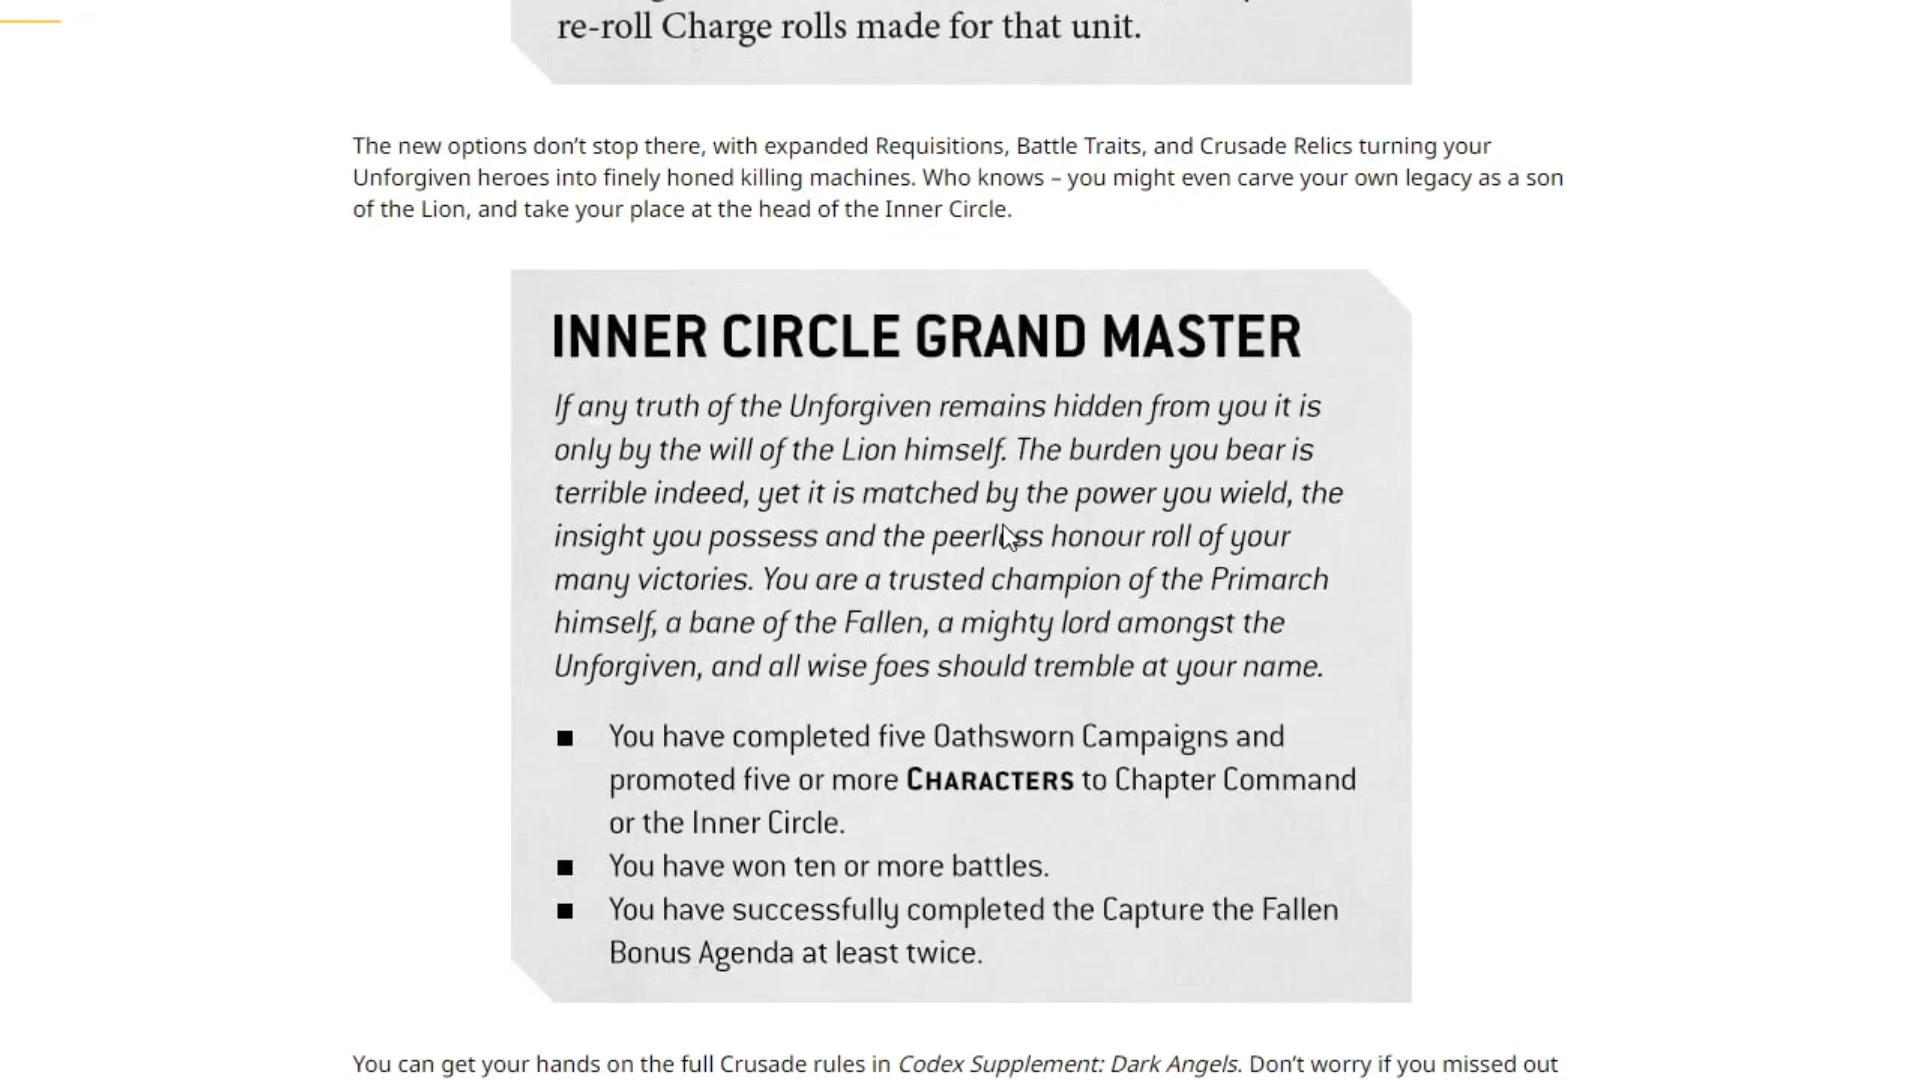 re-roll Charge rolls made for that unit.
The new options don’t stop there, with expanded Requisitions, Battle Traits, and Crusade Relics turning your
Unforgiven heroes into finely honed killing machines. Who knows – you might even carve your own legacy as a son
of the Lion, and take your place at the head of the Inner Circle.
INNER CIRCLE GRAND MASTER
If any truth of the Unforgiven remains hidden from you it is
only by the will of the Lion himself. The burden you bear is
terrible indeed, yet it is matched by the power you wield, the
insight you possess and the peerless honour roll of your
many victories. You are a trusted champion of the Primarch
himself, a bane of the Fallen, a mighty lord amongst the
Unforgiven, and all wise foes should tremble at your name.
■ You have completed five Oathsworn Campaigns and
promoted five or more CHARACTERS to Chapter Command
or the Inner Circle.
■ You have won ten or more battles.
■ You have successfully completed the Capture the Fallen
Bonus Agenda at least twice.
You can get your hands on the full Crusade rules in Codex Supplement: Dark Angels. Don’t worry if you missed out